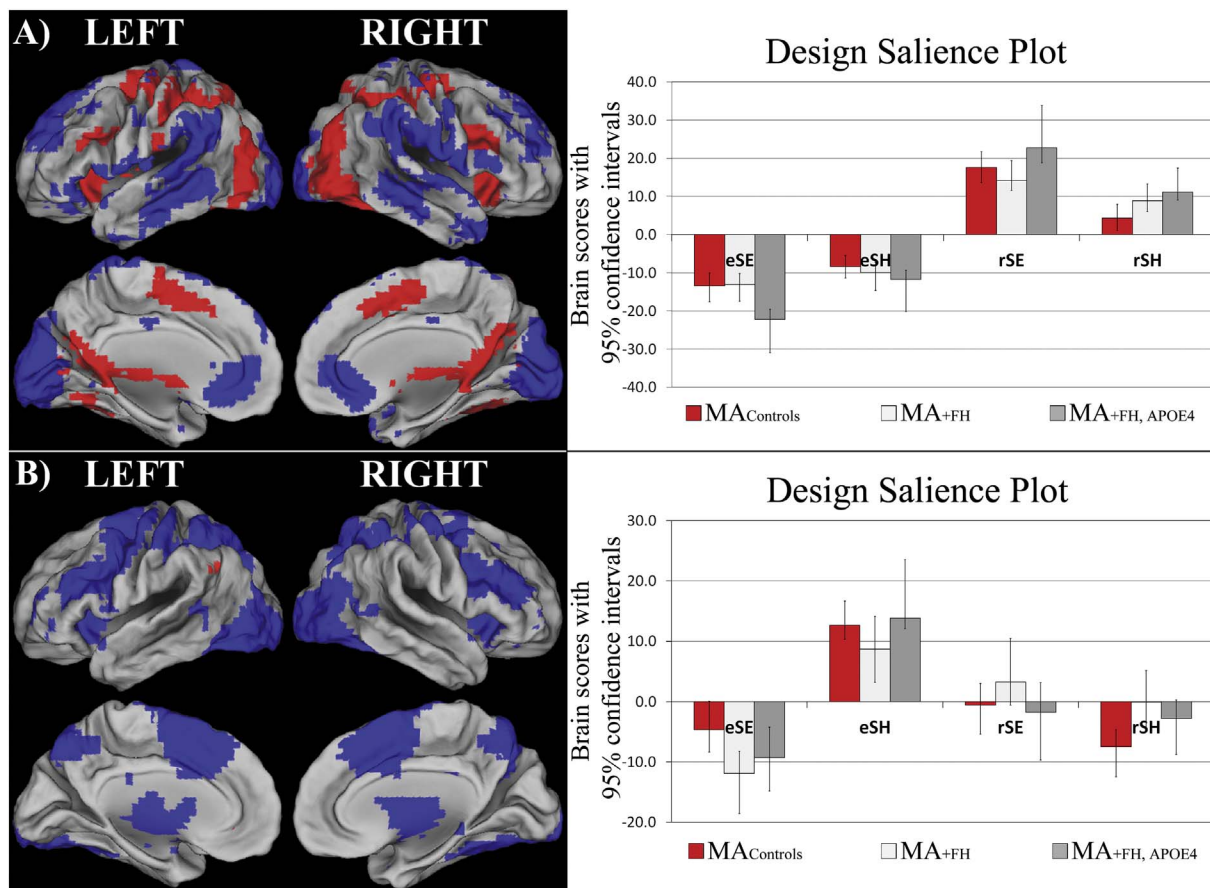 A) LEFT RIGHT
Design Salience Plot
Brain scores with
95% confidence intervals
40.0
30.0
20.0
10.0
0.0
-10.0
-20.0
-30.0
-40.0
eSE eSH rSE rSH
MAControls MA+FH MA+FH, APOE4
B) LEFT RIGHT
Design Salience Plot
Brain scores with
95% confidence intervals
30.0
20.0
10.0
0.0
-10.0
-20.0
eSE eSH rSE rSH
MAControls MA+FH MA+FH, APOE4